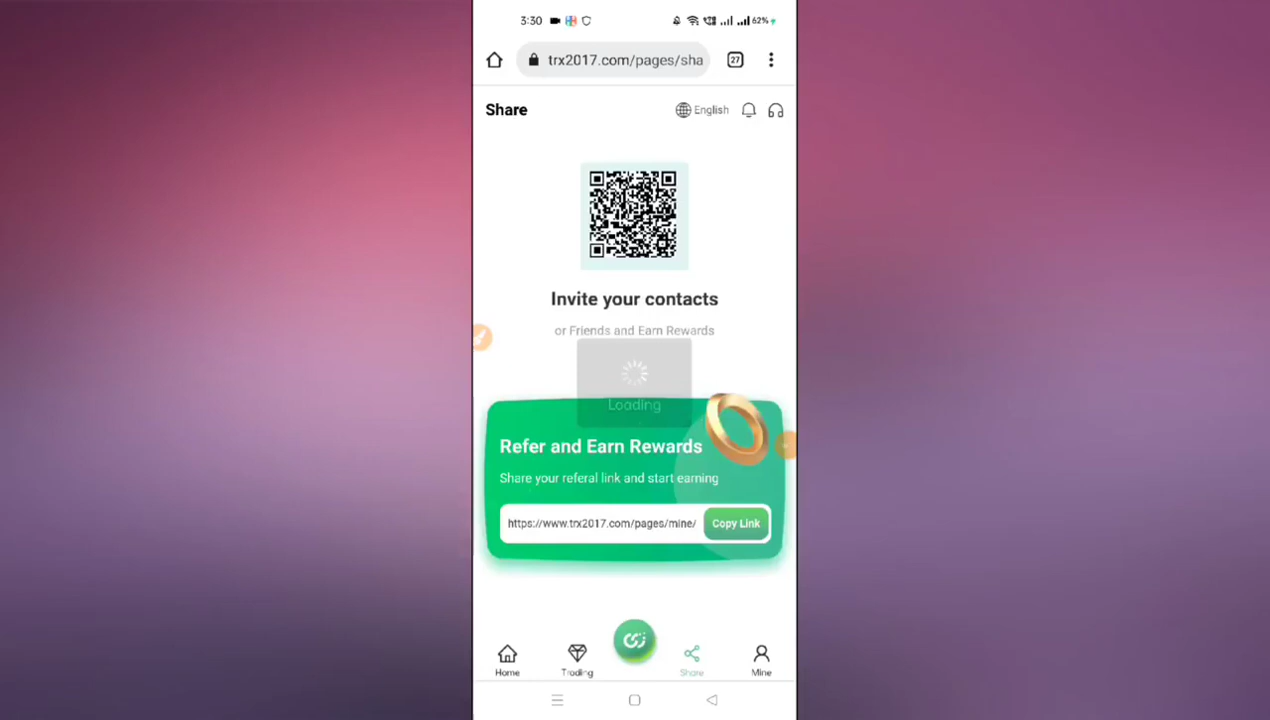 3:30 62%
trx2017.com/pages/sha 27
Share English
Invite your contacts
or Friends and Earn Rewards
Loading
Refer and Earn Rewards
Share your referal link and start earning
https://www.trx2017.com/pages/mine/ Copy Link
Home Trading Share Mine